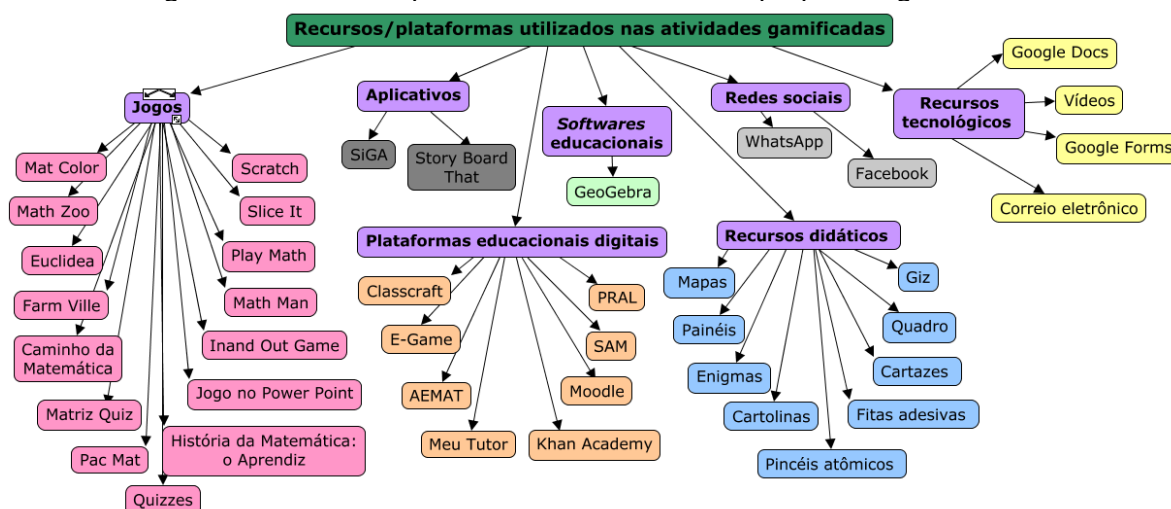 Recursos/plataformas utilizados nas atividades gamificadas
Jogos
Mat Color
Math Zoo
Euclidea
Farm Ville
Caminho da
Matemática
Matriz Quiz
Pac Mat
Quizzes
História da Matemática:
o Aprendiz
Jogo no Power Point
Inand Out Game
Math Man
Play Math
Slice It
Scratch
Aplicativos
SiGA
Story Board
That
Softwares
educacionais
GeoGebra
Redes sociais
WhatsApp
Facebook
Recursos
tecnológicos
Google Docs
Vídeos
Google Forms
Correio eletrônico
Plataformas educacionais digitais
Classcraft
E-Game
AEMAT
Meu Tutor
Khan Academy
Moodle
SAM
PRAL
Recursos didáticos
Mapas
Painéis
Enigmas
Cartolinas
Pincéis atômicos
Fitas adesivas
Cartazes
Quadro
Giz